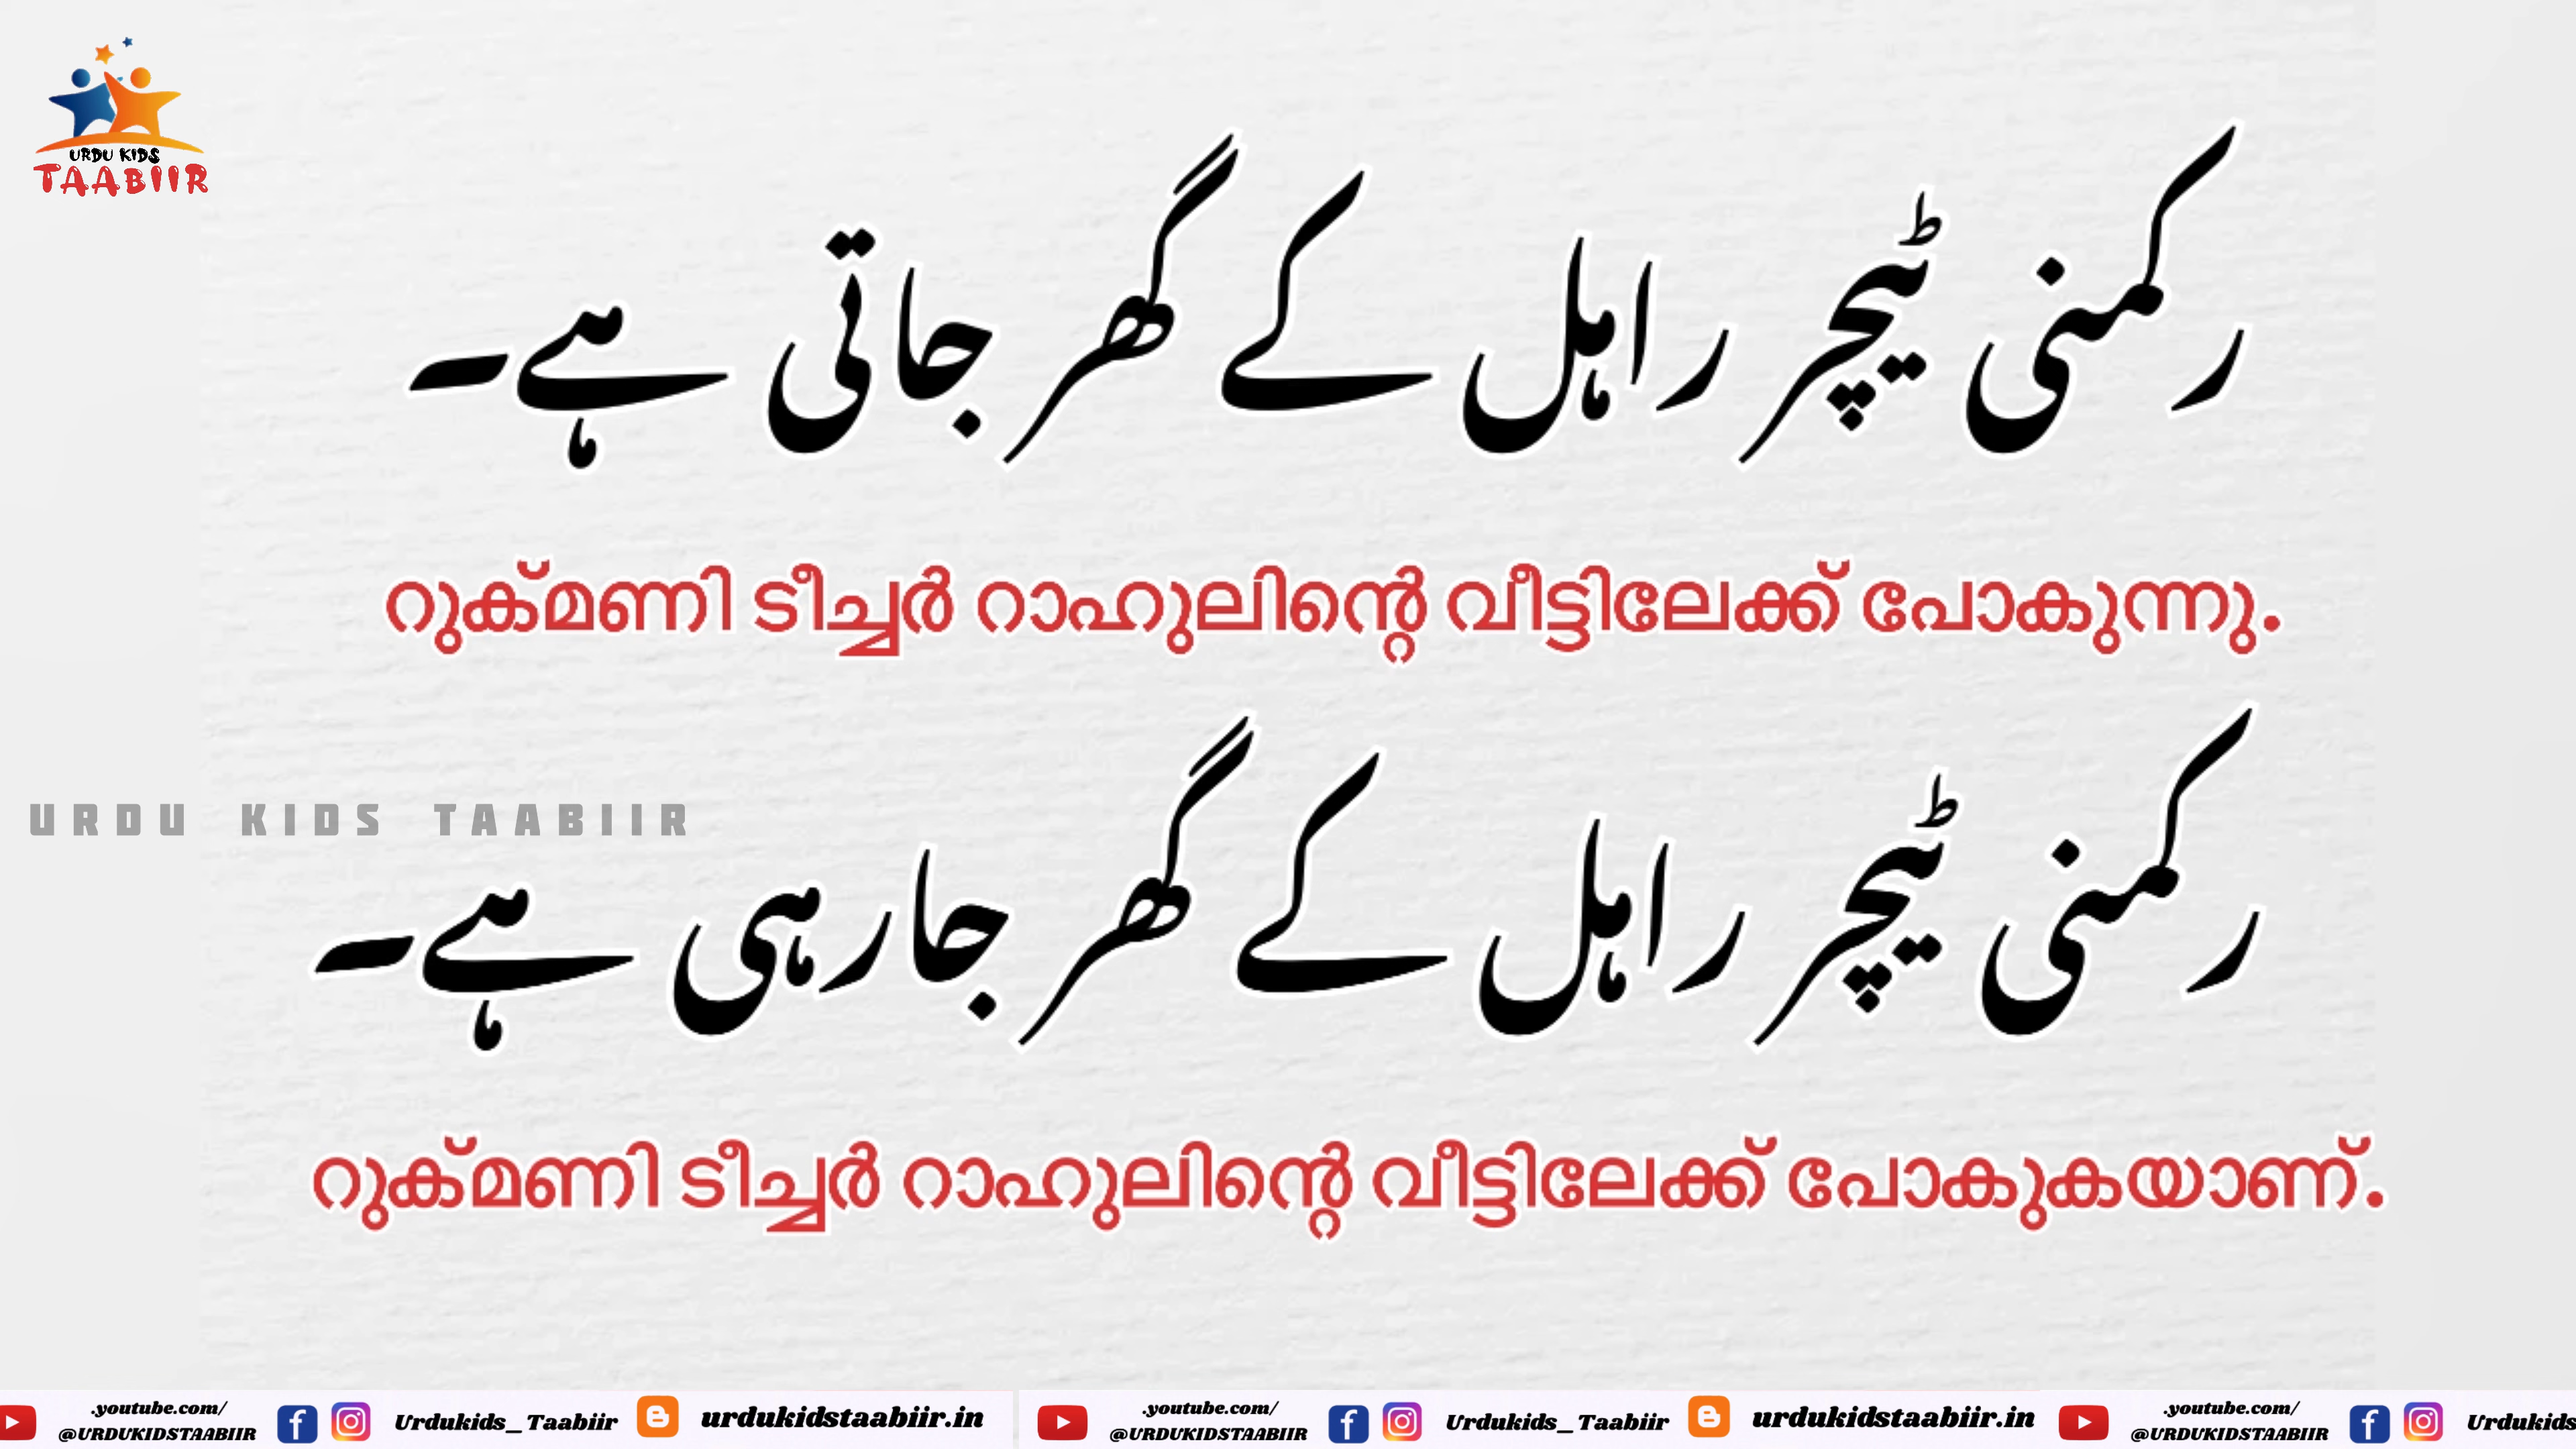 URDU KIDS
TAABIIR
رکمنی ٹیچر راہل کے گھر جاتی ہے۔
റുക്മണി ടീച്ചർ റാഹുലിന്റെ വീട്ടിലേക്ക് പോകുന്നു.
URDU KIDS TAABIIR
رکمنی ٹیچر راہل کے گھر جارہی ہے۔
റുക്മണി ടീച്ചർ റാഹുലിന്റെ വീട്ടിലേക്ക് പോകുകയാണ്.
.youtube.com/ @URDUKIDSTAABIIR Urdukids_Taabiir urdukidstaabiir.in .youtube.com/ @URDUKIDSTAABIIR Urdukids_Taabiir urdukidstaabiir.in .youtube.com/ @URDUKIDSTAABIIR Urdukids